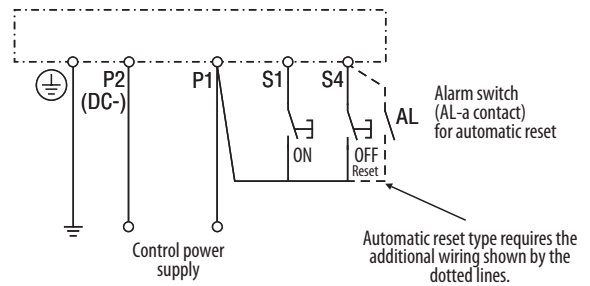 P2
(DC-)
P1
S1
S4
AL
Alarm switch
(AL-a contact)
for automatic reset
ON
OFF
Reset
Control power
supply
Automatic reset type requires the
additional wiring shown by the
dotted lines.